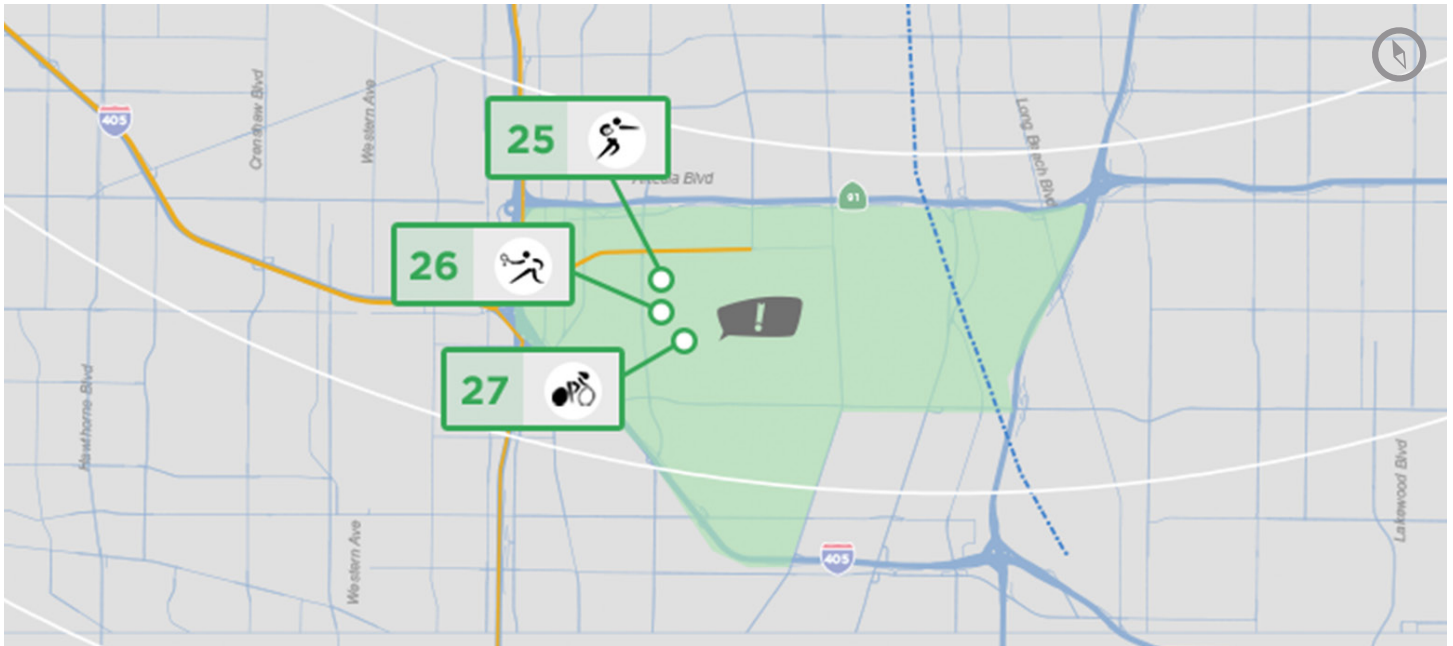 Crenshaw Blvd
Western Ave
405
25
Long Beach Blvd
Blvd
91
26
!
27
Hawthorne Blvd
Western Ave
405
Lakewood Blvd